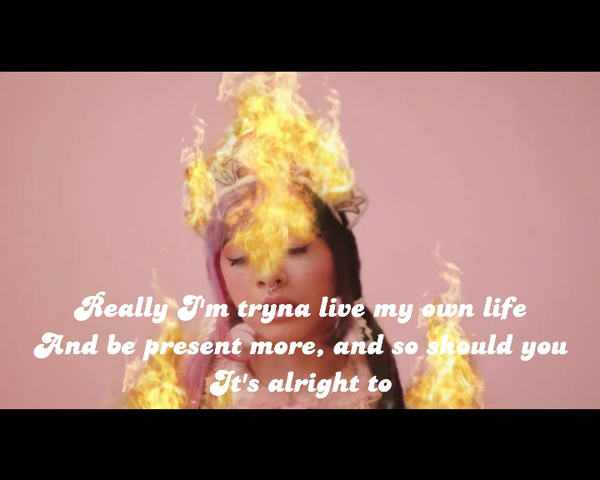 Really I'm tryna live my own life
And be present more, and so should you
It's alright to